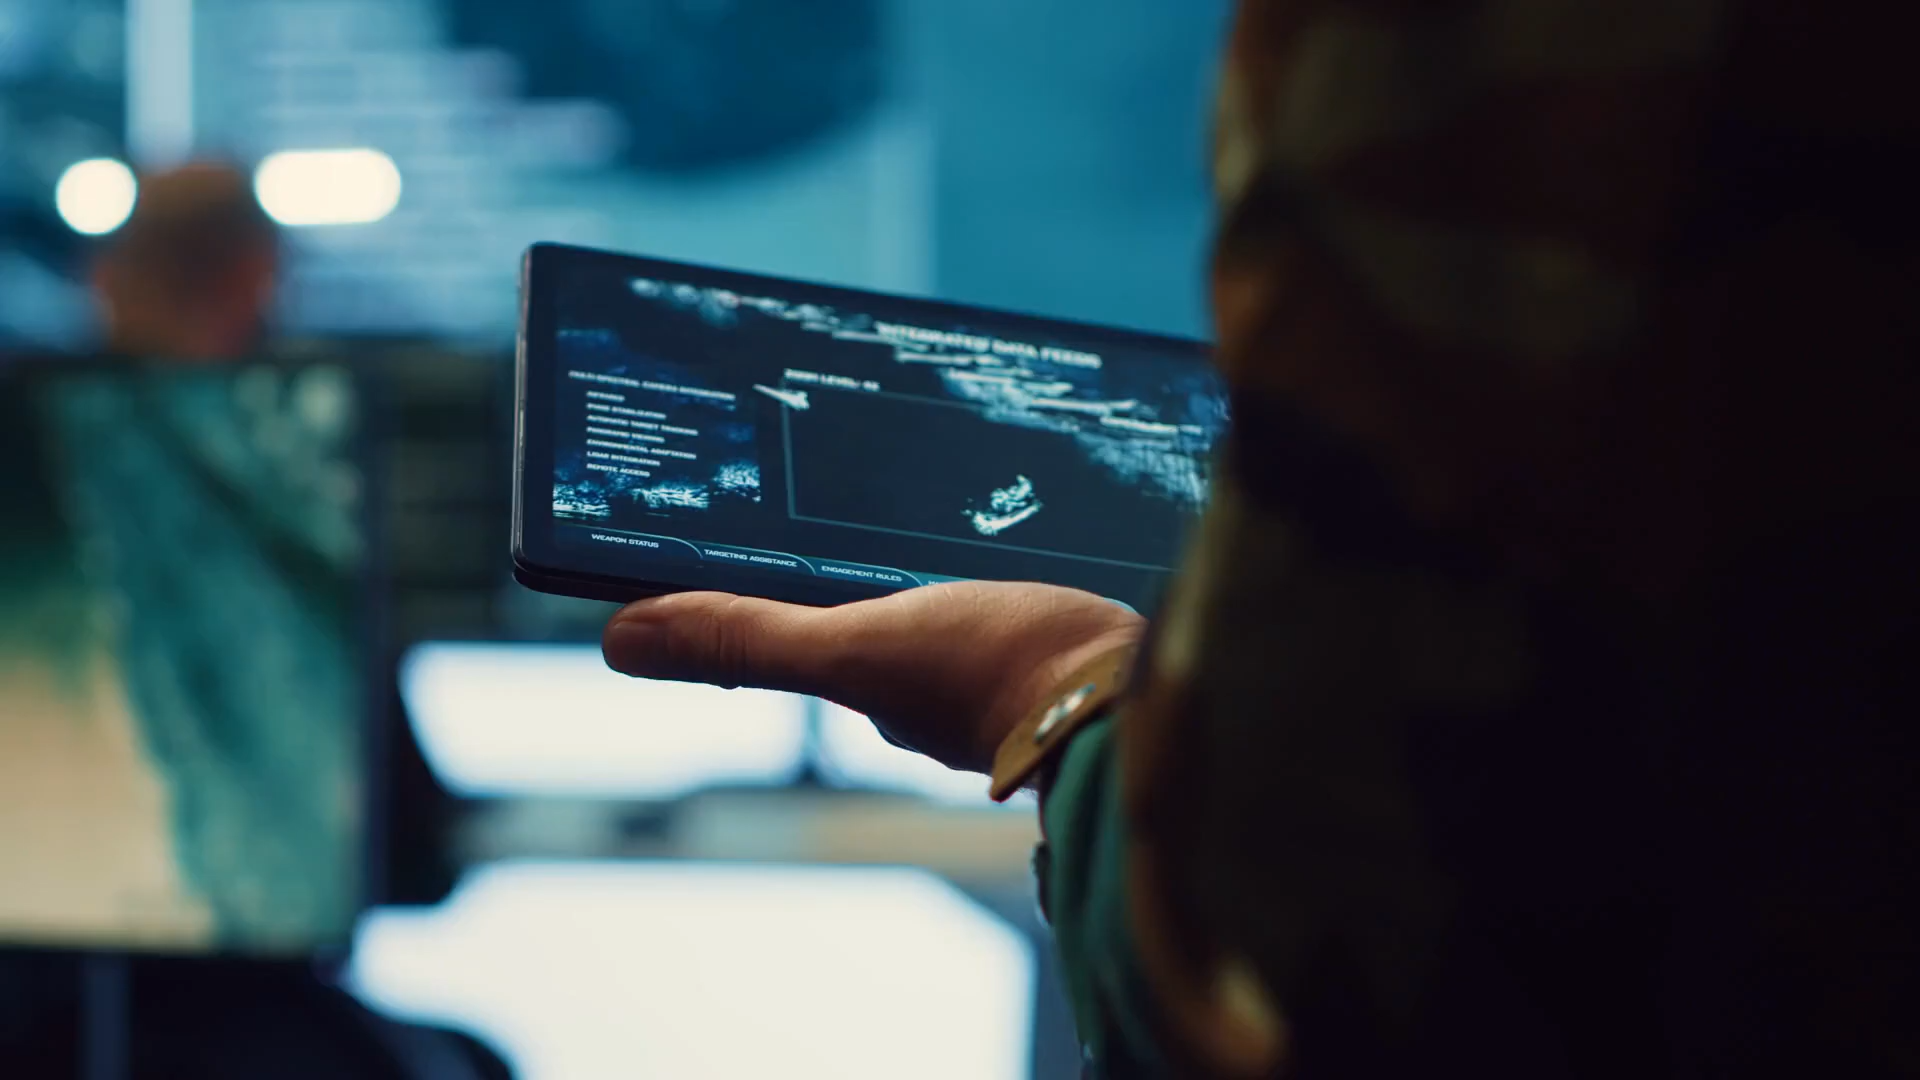 INTEGRATED DATA FEEDS
ZOOM LEVEL:
MULTI-SPECTRAL CAMERA INTEGRATION
INFRARED
IMAGE STABILIZATION
AUTOMATIC TARGET TRACKING
PANORAMIC VIEWING
ENVIRONMENTAL ADAPTATION
LIDAR INTEGRATION
REMOTE ACCESS
WEAPON STATUS
TARGETING ASSISTANCE
ENGAGEMENT RULES